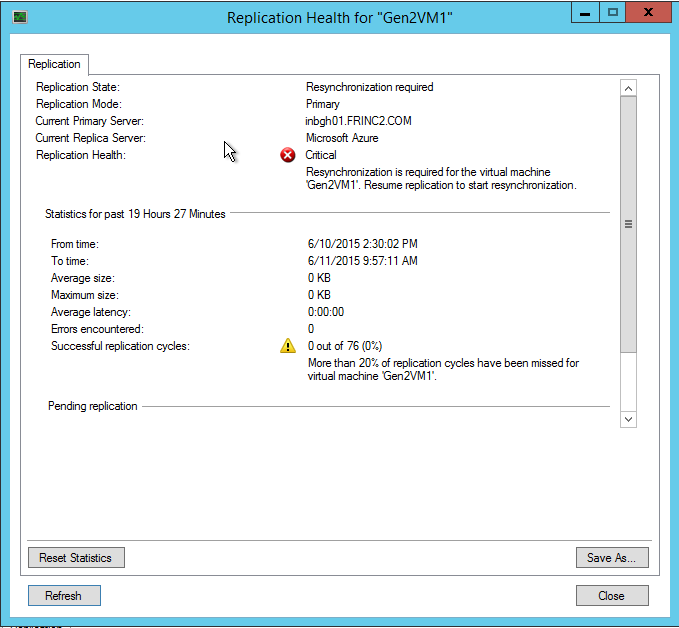 Replication Health for "Gen2VM1"
Replication
Replication State: Resynchronization required
Replication Mode: Primary
Current Primary Server: inbgh01.FRINC2.COM
Current Replica Server: Microsoft Azure
Replication Health: Critical
Resynchronization is required for the virtual machine
'Gen2VM1'. Resume replication to start resynchronization.
Statistics for past 19 Hours 27 Minutes
From time: 6/10/2015 2:30:02 PM
To time: 6/11/2015 9:57:11 AM
Average size: 0 KB
Maximum size: 0 KB
Average latency: 0:00:00
Errors encountered: 0
Successful replication cycles: 0 out of 76 (0%)
More than 20% of replication cycles have been missed for
virtual machine 'Gen2VM1'.
Pending replication
Reset Statistics Save As...
Refresh Close